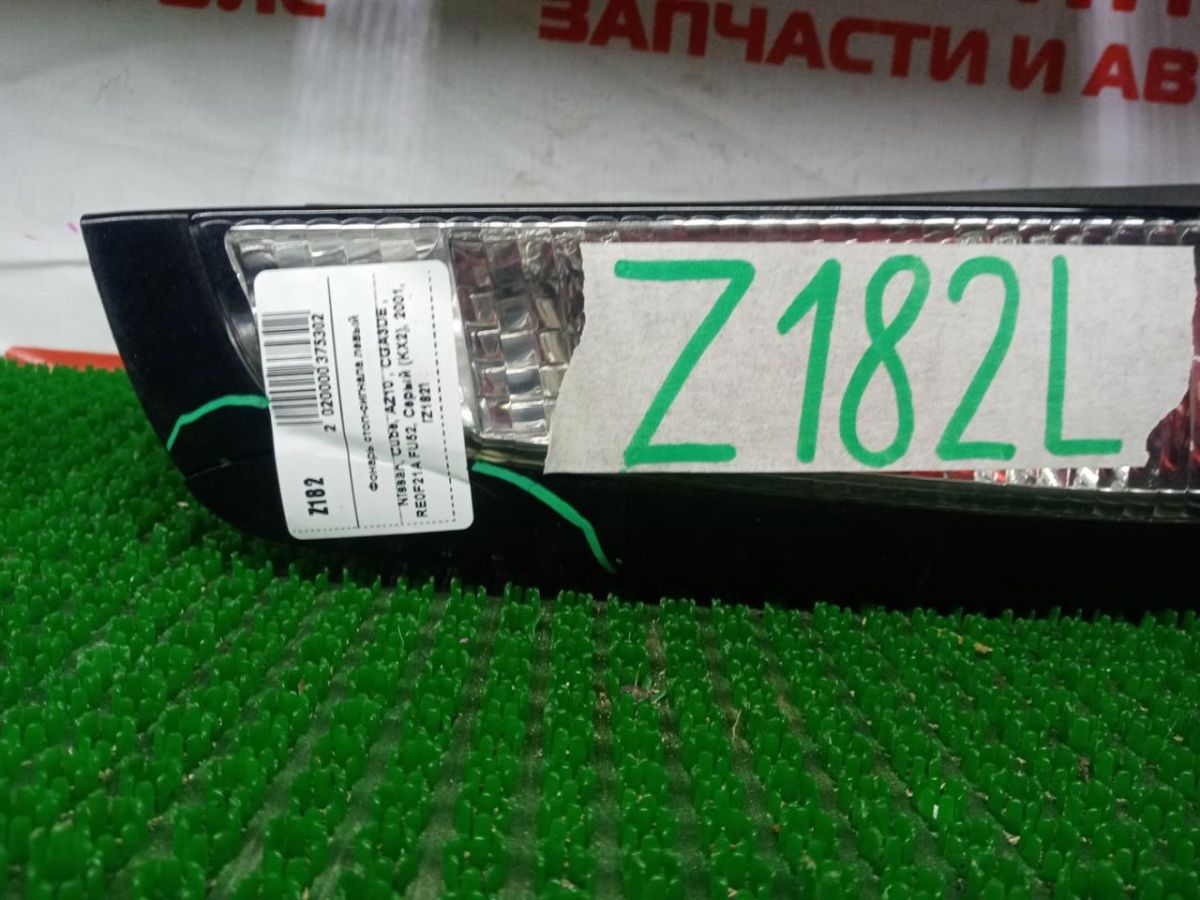 ЗАПЧАСТИ И АВ
Z182L
Z182
2 020000 375302
Фонарь стоп-сигнала левый
Nissan, Cube, AZ10, CGA3DE,
RE0F21A FU52, Серый (KX2), 2001,
[Z182]